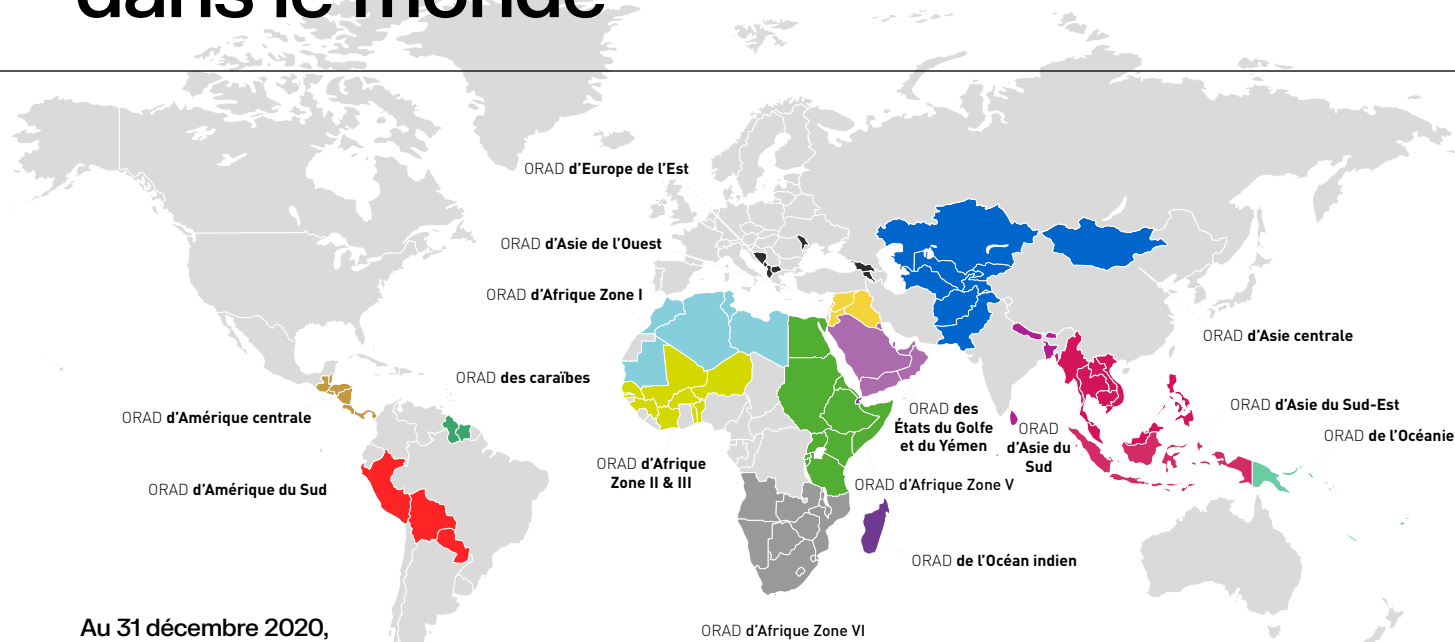 dans le monde
ORAD d'Europe de l'Est
ORAD d'Asie de l'Ouest
ORAD d'Afrique Zone I
ORAD d'Asie centrale
ORAD des caraïbes
ORAD d'Amérique centrale
ORAD des
États du Golfe
et du Yémen
ORAD
d'Asie du
Sud
ORAD d'Asie du Sud-Est
ORAD de l'Océanie
ORAD d'Afrique
Zone II & III
ORAD d'Amérique du Sud
ORAD d'Afrique Zone V
ORAD de l'Océan indien
Au 31 décembre 2020,
ORAD d'Afrique Zone VI